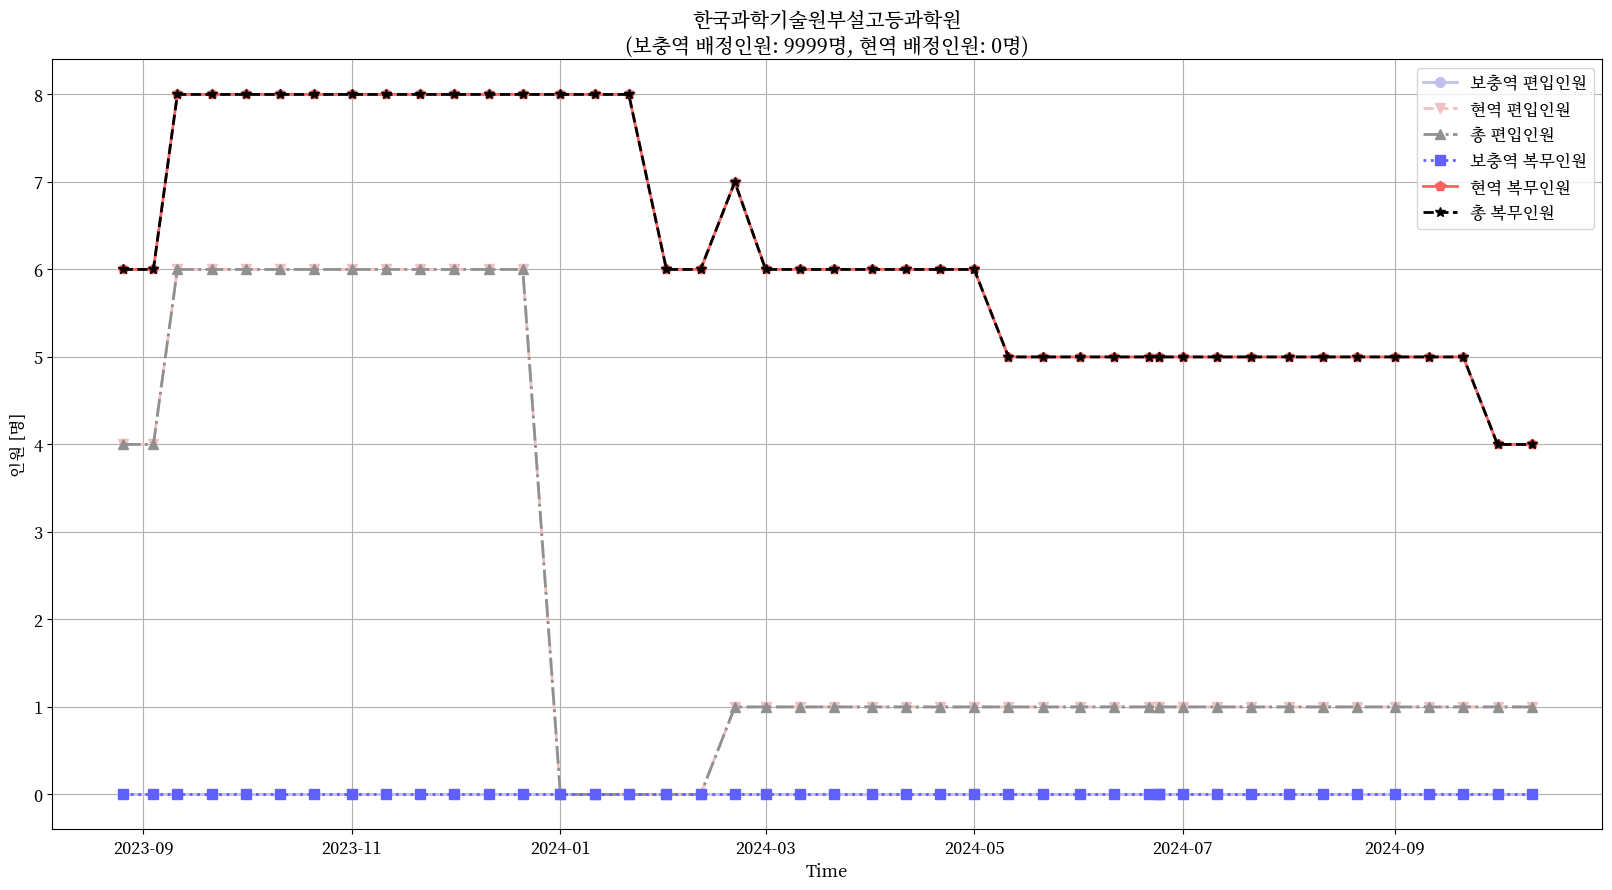 한국과학기술원부설고등과학원
(보충역 배정인원: 9999명, 현역 배정인원: 0명)
보충역 편입인원
현역 편입인원
총 편입인원
보충역 복무인원
현역 복무인원
총 복무인원
인원 [명]
8
7
6
5
4
3
2
1
0
2023-09 2023-11 2024-01 2024-03 2024-05 2024-07 2024-09
Time